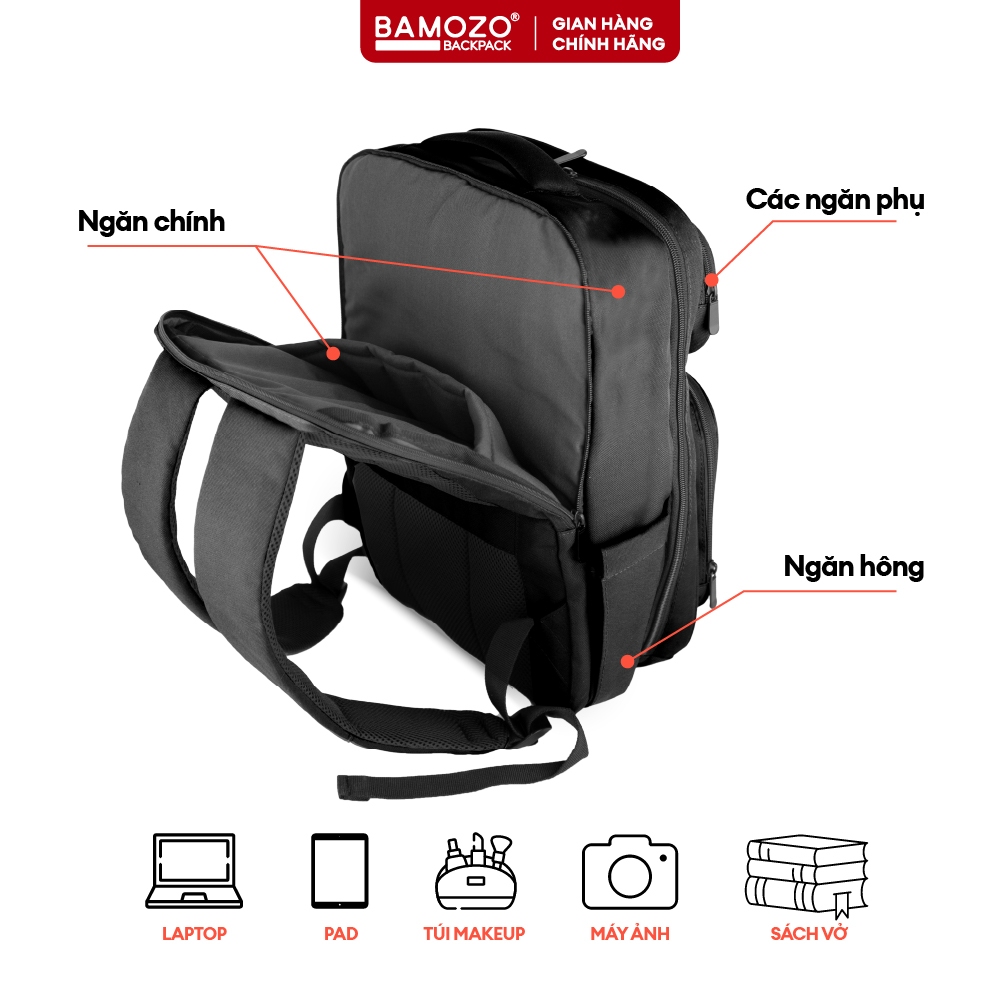 BAMOZO®
BACKPACK
GIAN HÀNG
CHÍNH HÃNG
Các ngăn phụ
Ngăn chính
Ngăn hông
LAPTOP
PAD
TÚI MAKEUP
MÁY ẢNH
SÁCH VỞ